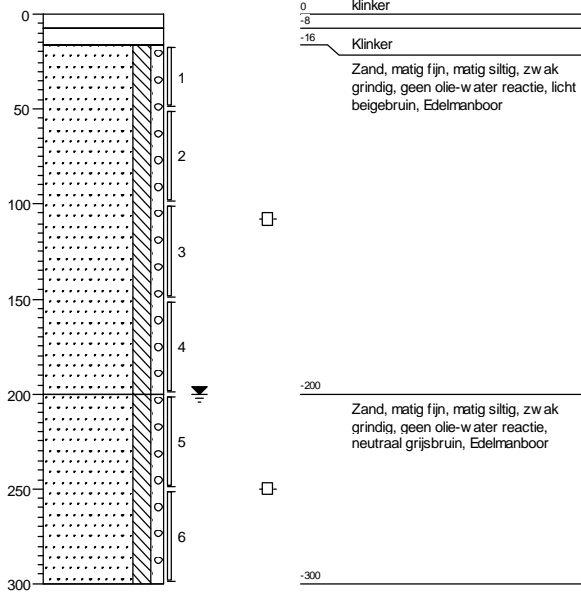 0
50
100
150
200
250
300
1
2
3
4
5
6
0
klinker
-8
-16
Klinker
Zand, matig fijn, matig siltig, zwak
grindig, geen olie-water reactie, licht
beigebruin, Edelmanboor
-200
Zand, matig fijn, matig siltig, zwak
grindig, geen olie-water reactie,
neutraal grijsbruin, Edelmanboor
-300